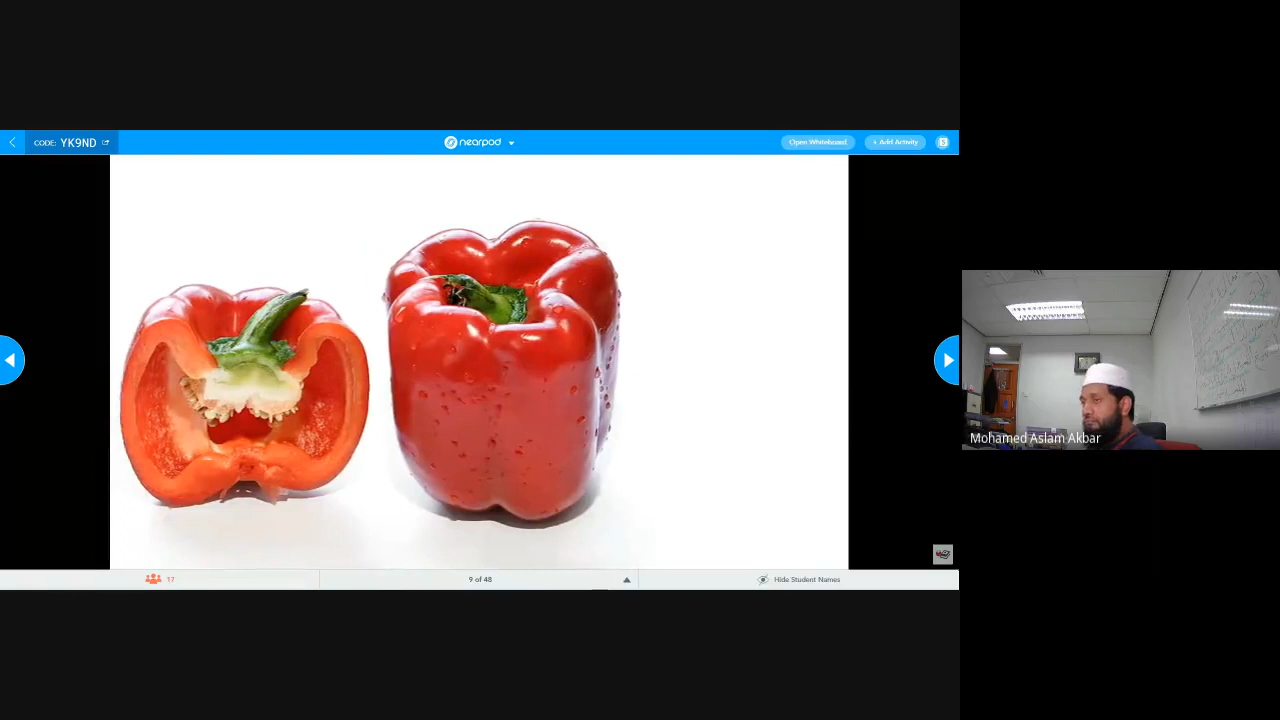 CODE: YK9ND
nearpod
Open Whiteboard
+ Add Activity
Mohamed Aslam Akbar
17
9 of 48
Hide Student Names